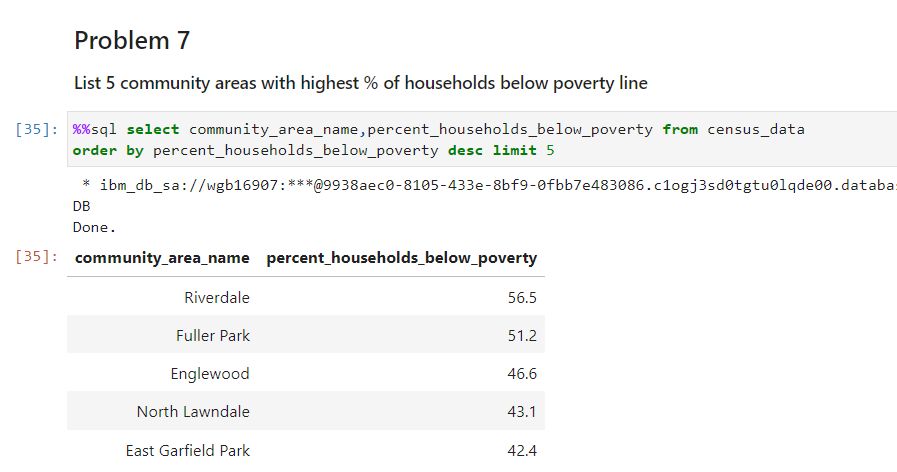 Problem 7
List 5 community areas with highest % of households below poverty line
[35]: %%sql select community_area_name,percent_households_below_poverty from census_data
order by percent_households_below_poverty desc limit 5
* ibm_db_sa://wgb16907:***@9938aec0-8105-433e-8bf9-0fbb7e483086.c1ogj3sd0tgtu0lqde00.databa
DB
Done.
[35]: community_area_name percent_households_below_poverty
Riverdale 56.5
Fuller Park 51.2
Englewood 46.6
North Lawndale 43.1
East Garfield Park 42.4